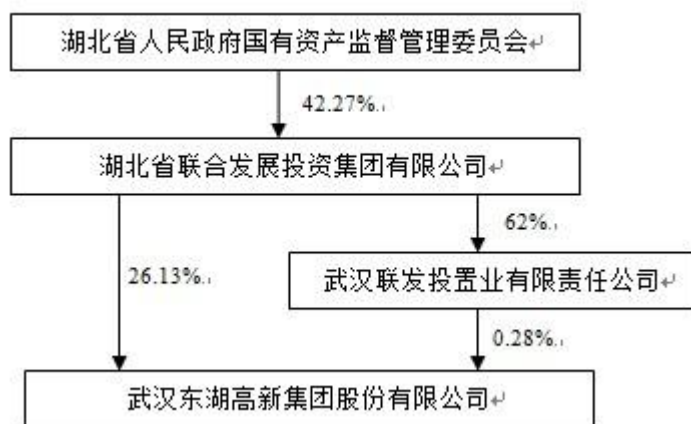 湖北省人民政府国有资产监督管理委员会
42.27%
湖北省联合发展投资集团有限公司
62%
26.13%
武汉联发投置业有限责任公司
0.28%
武汉东湖高新集团股份有限公司